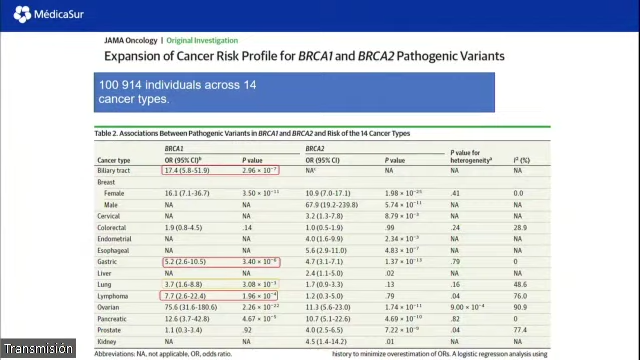 MédicaSur
JAMA Oncology | Original Investigation
Expansion of Cancer Risk Profile for BRCA1 and BRCA2 Pathogenic Variants
100 914 individuals across 14
cancer types.
Table 2. Associations Between Pathogenic Variants in BRCA1 and BRCA2 and Risk of the 14 Cancer Types
BRCA1 BRCA2 P value for
Cancer type OR (95% CI)b P value OR (95% CI) P value heterogeneitya I² (%)
Biliary tract 17.4 (5.8-51.9) 2.96 × 10⁻⁷ NAc NA NA NA
Breast
Female 16.1 (7.1-36.7) 3.50 × 10⁻¹¹ 10.9 (7.0-17.1) 1.98 × 10⁻²⁵ .41 0.0
Male NA NA 67.9 (19.2-239.8) 5.74 × 10⁻¹¹ NA NA
Cervical NA NA 3.2 (1.3-7.8) 8.79 × 10⁻³ NA NA
Colorectal 1.9 (0.8-4.5) .14 1.0 (0.5-1.9) .99 .24 28.9
Endometrial NA NA 4.0 (1.6-9.9) 2.34 × 10⁻³ NA NA
Esophageal NA NA 5.6 (2.9-11.0) 4.83 × 10⁻⁷ NA NA
Gastric 5.2 (2.6-10.5) 3.40 × 10⁻⁶ 4.7 (3.1-7.1) 1.37 × 10⁻¹³ .79 0
Liver NA NA 2.4 (1.1-5.0) .02 NA NA
Lung 3.7 (1.6-8.8) 3.08 × 10⁻³ 1.7 (0.9-3.3) .13 .16 48.6
Lymphoma 7.7 (2.6-22.4) 1.96 × 10⁻⁴ 1.2 (0.3-5.0) .79 .04 76.0
Ovarian 75.6 (31.6-180.6) 2.26 × 10⁻²² 11.3 (5.6-23.0) 1.74 × 10⁻¹¹ 9.00 × 10⁻⁴ 90.9
Pancreatic 12.6 (3.7-42.8) 4.67 × 10⁻⁵ 10.7 (5.1-22.6) 4.69 × 10⁻¹⁰ .82 0
Prostate 1.1 (0.3-3.4) .92 4.0 (2.5-6.5) 7.22 × 10⁻⁹ .04 77.4
Kidney NA NA 4.5 (1.4-14.2) .01 NA NA
Abbreviations: NA, not applicable, OR, odds ratio. history to minimize overestimation of ORs. A logistic regression analysis using
Transmisión